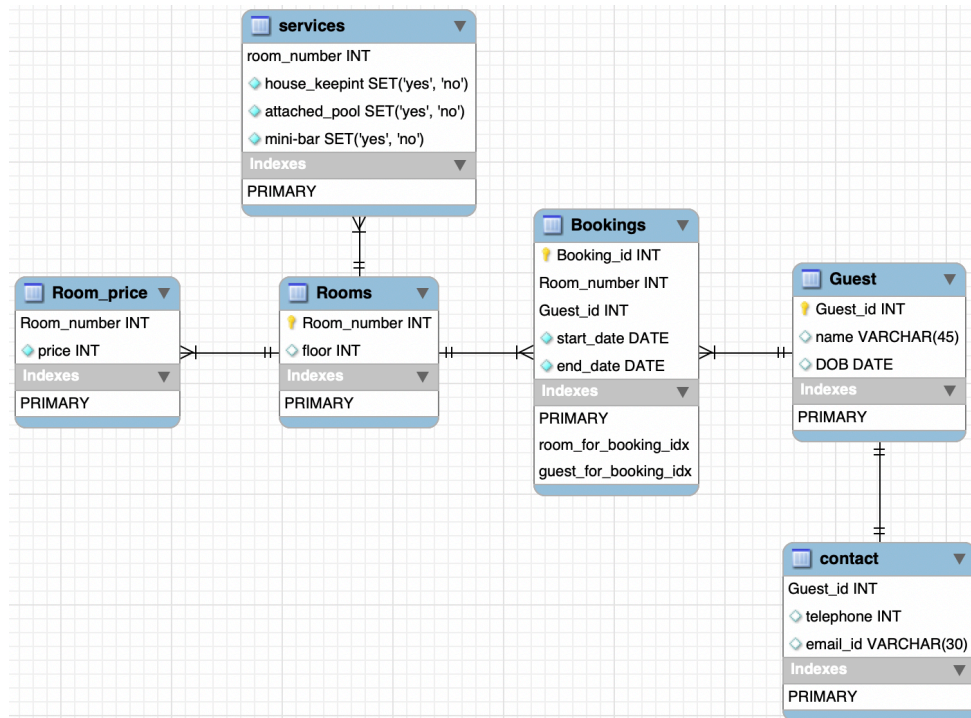 services
room_number INT
house_keepint SET('yes', 'no')
attached_pool SET('yes', 'no')
mini-bar SET('yes', 'no')
Indexes
PRIMARY
Room_price
Room_number INT
price INT
Indexes
PRIMARY
Rooms
Room_number INT
floor INT
Indexes
PRIMARY
Bookings
Booking_id INT
Room_number INT
Guest_id INT
start_date DATE
end_date DATE
Indexes
PRIMARY
room_for_booking_idx
guest_for_booking_idx
Guest
Guest_id INT
name VARCHAR(45)
DOB DATE
Indexes
PRIMARY
contact
Guest_id INT
telephone INT
email_id VARCHAR(30)
Indexes
PRIMARY